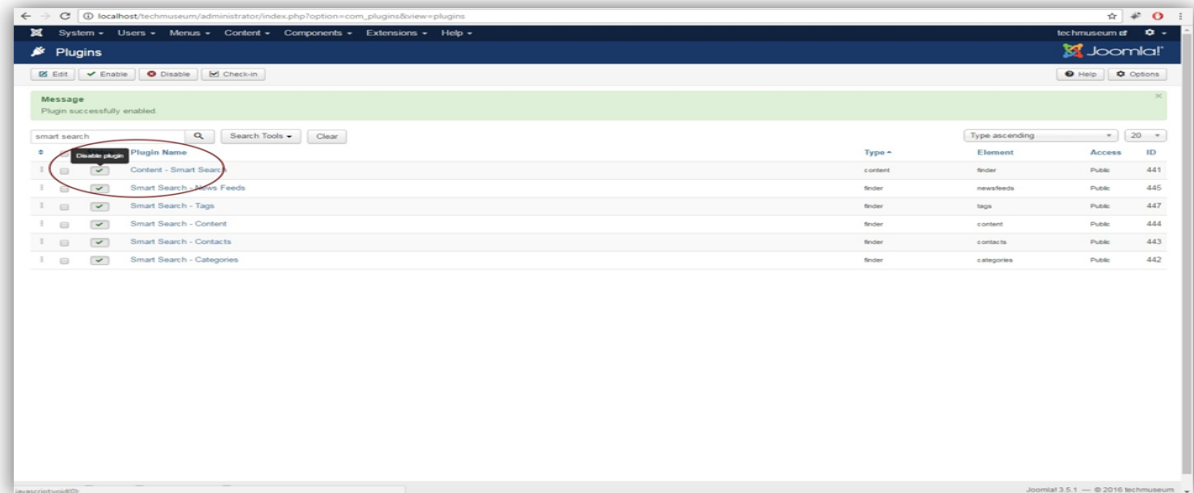 localhost/techmuseum/administrator/index.php?option=com_plugins&view=plugins
System Users Menus Content Components Extensions Help techmuseum
Plugins Joomla!
Edit Enable Disable Check-in Help Options
Message
Plugin successfully enabled.
smart search Search Tools Clear Type ascending 20
Disable plugin Plugin Name Type Element Access ID
Content - Smart Search content finder Public 441
Smart Search - News Feeds finder newsfeeds Public 445
Smart Search - Tags finder tags Public 447
Smart Search - Content finder content Public 444
Smart Search - Contacts finder contacts Public 443
Smart Search - Categories finder categories Public 442
Joomla! 3.5.1 — © 2016 techmuseum